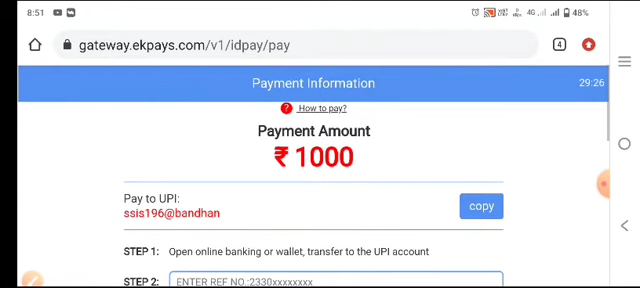 8:51
4G
48%
gateway.ekpays.com/v1/idpay/pay
4
Payment Information
29:26
? How to pay?
Payment Amount
₹ 1000
Pay to UPI:
ssis196@bandhan
copy
STEP 1: Open online banking or wallet, transfer to the UPI account
STEP 2: ENTER REF NO.:2330xxxxxxxx